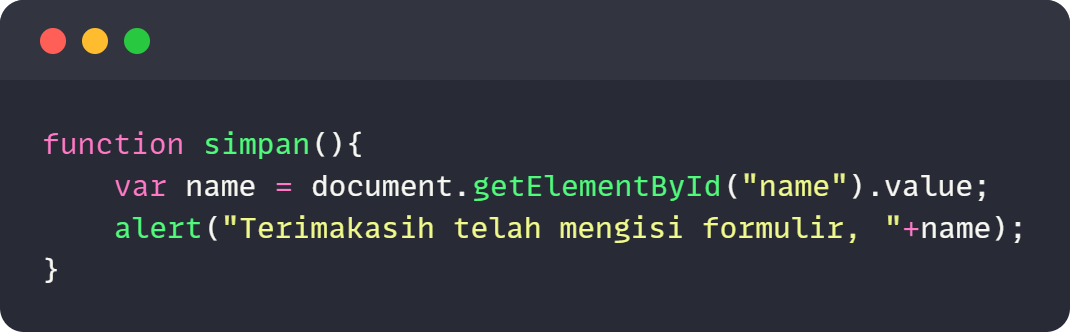 function simpan(){
    var name = document.getElementById("name").value;
    alert("Terimakasih telah mengisi formulir, "+name);
}